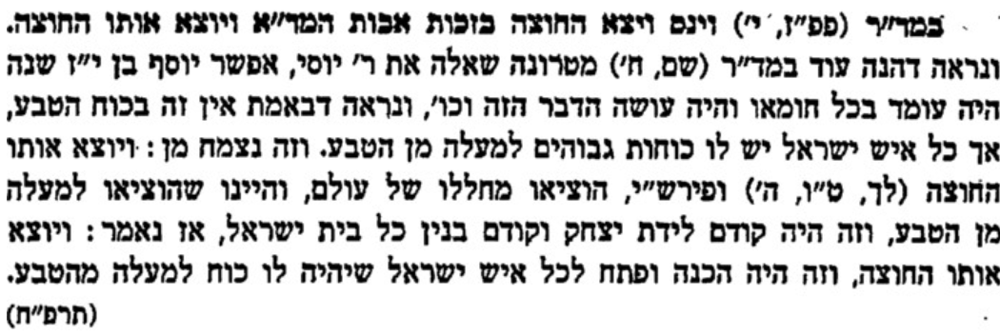 במד״ר (פפ״ז, י׳) וינס ויצא החוצה בזכות אבות המד״א ויוצא אותו החוצה.
ונראה דהנה עוד במד״ר (שם, ח׳) מטרונה שאלה את ר׳ יוסי, אפשר יוסף בן י״ז שנה
היה עומד בכל חומאו והיה עושה הדבר הזה וכו׳, ונראה דבאמת אין זה בכוח הטבע,
אך כל איש ישראל יש לו כוחות גבוהים למעלה מן הטבע. וזה נצמח מן: ויוצא אותו
החוצה (לך, ט״ו, ה׳) ופירש״י, הוציאו מחללו של עולם, והיינו שהוציאו למעלה
מן הטבע, וזה היה קודם לידת יצחק וקודם בנין כל בית ישראל, אז נאמר: ויוצא
אותו החוצה, וזה היה הכנה ופתח לכל איש ישראל שיהיה לו כוח למעלה מהטבע.
(תרפ״ח)